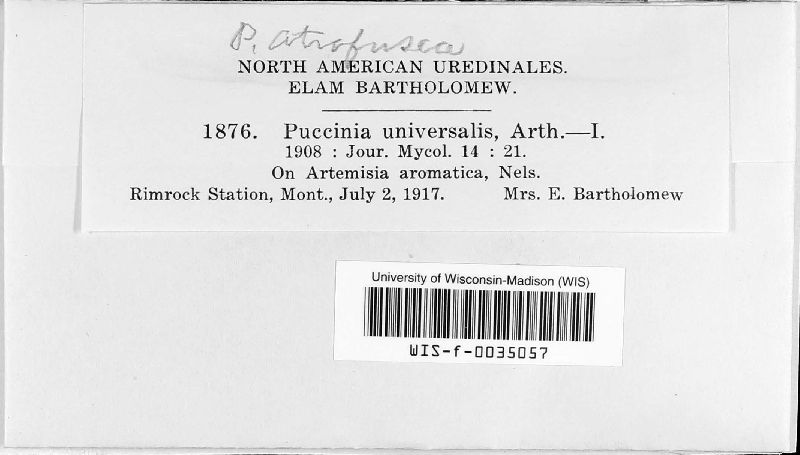 P. atrofusca
NORTH AMERICAN UREDINALES.
ELAM BARTHOLOMEW.
1876. Puccinia universalis, Arth.—I.
1908 : Jour. Mycol. 14 : 21.
On Artemisia aromatica, Nels.
Rimrock Station, Mont., July 2, 1917. Mrs. E. Bartholomew
University of Wisconsin-Madison (WIS)
WIS-f-0035057